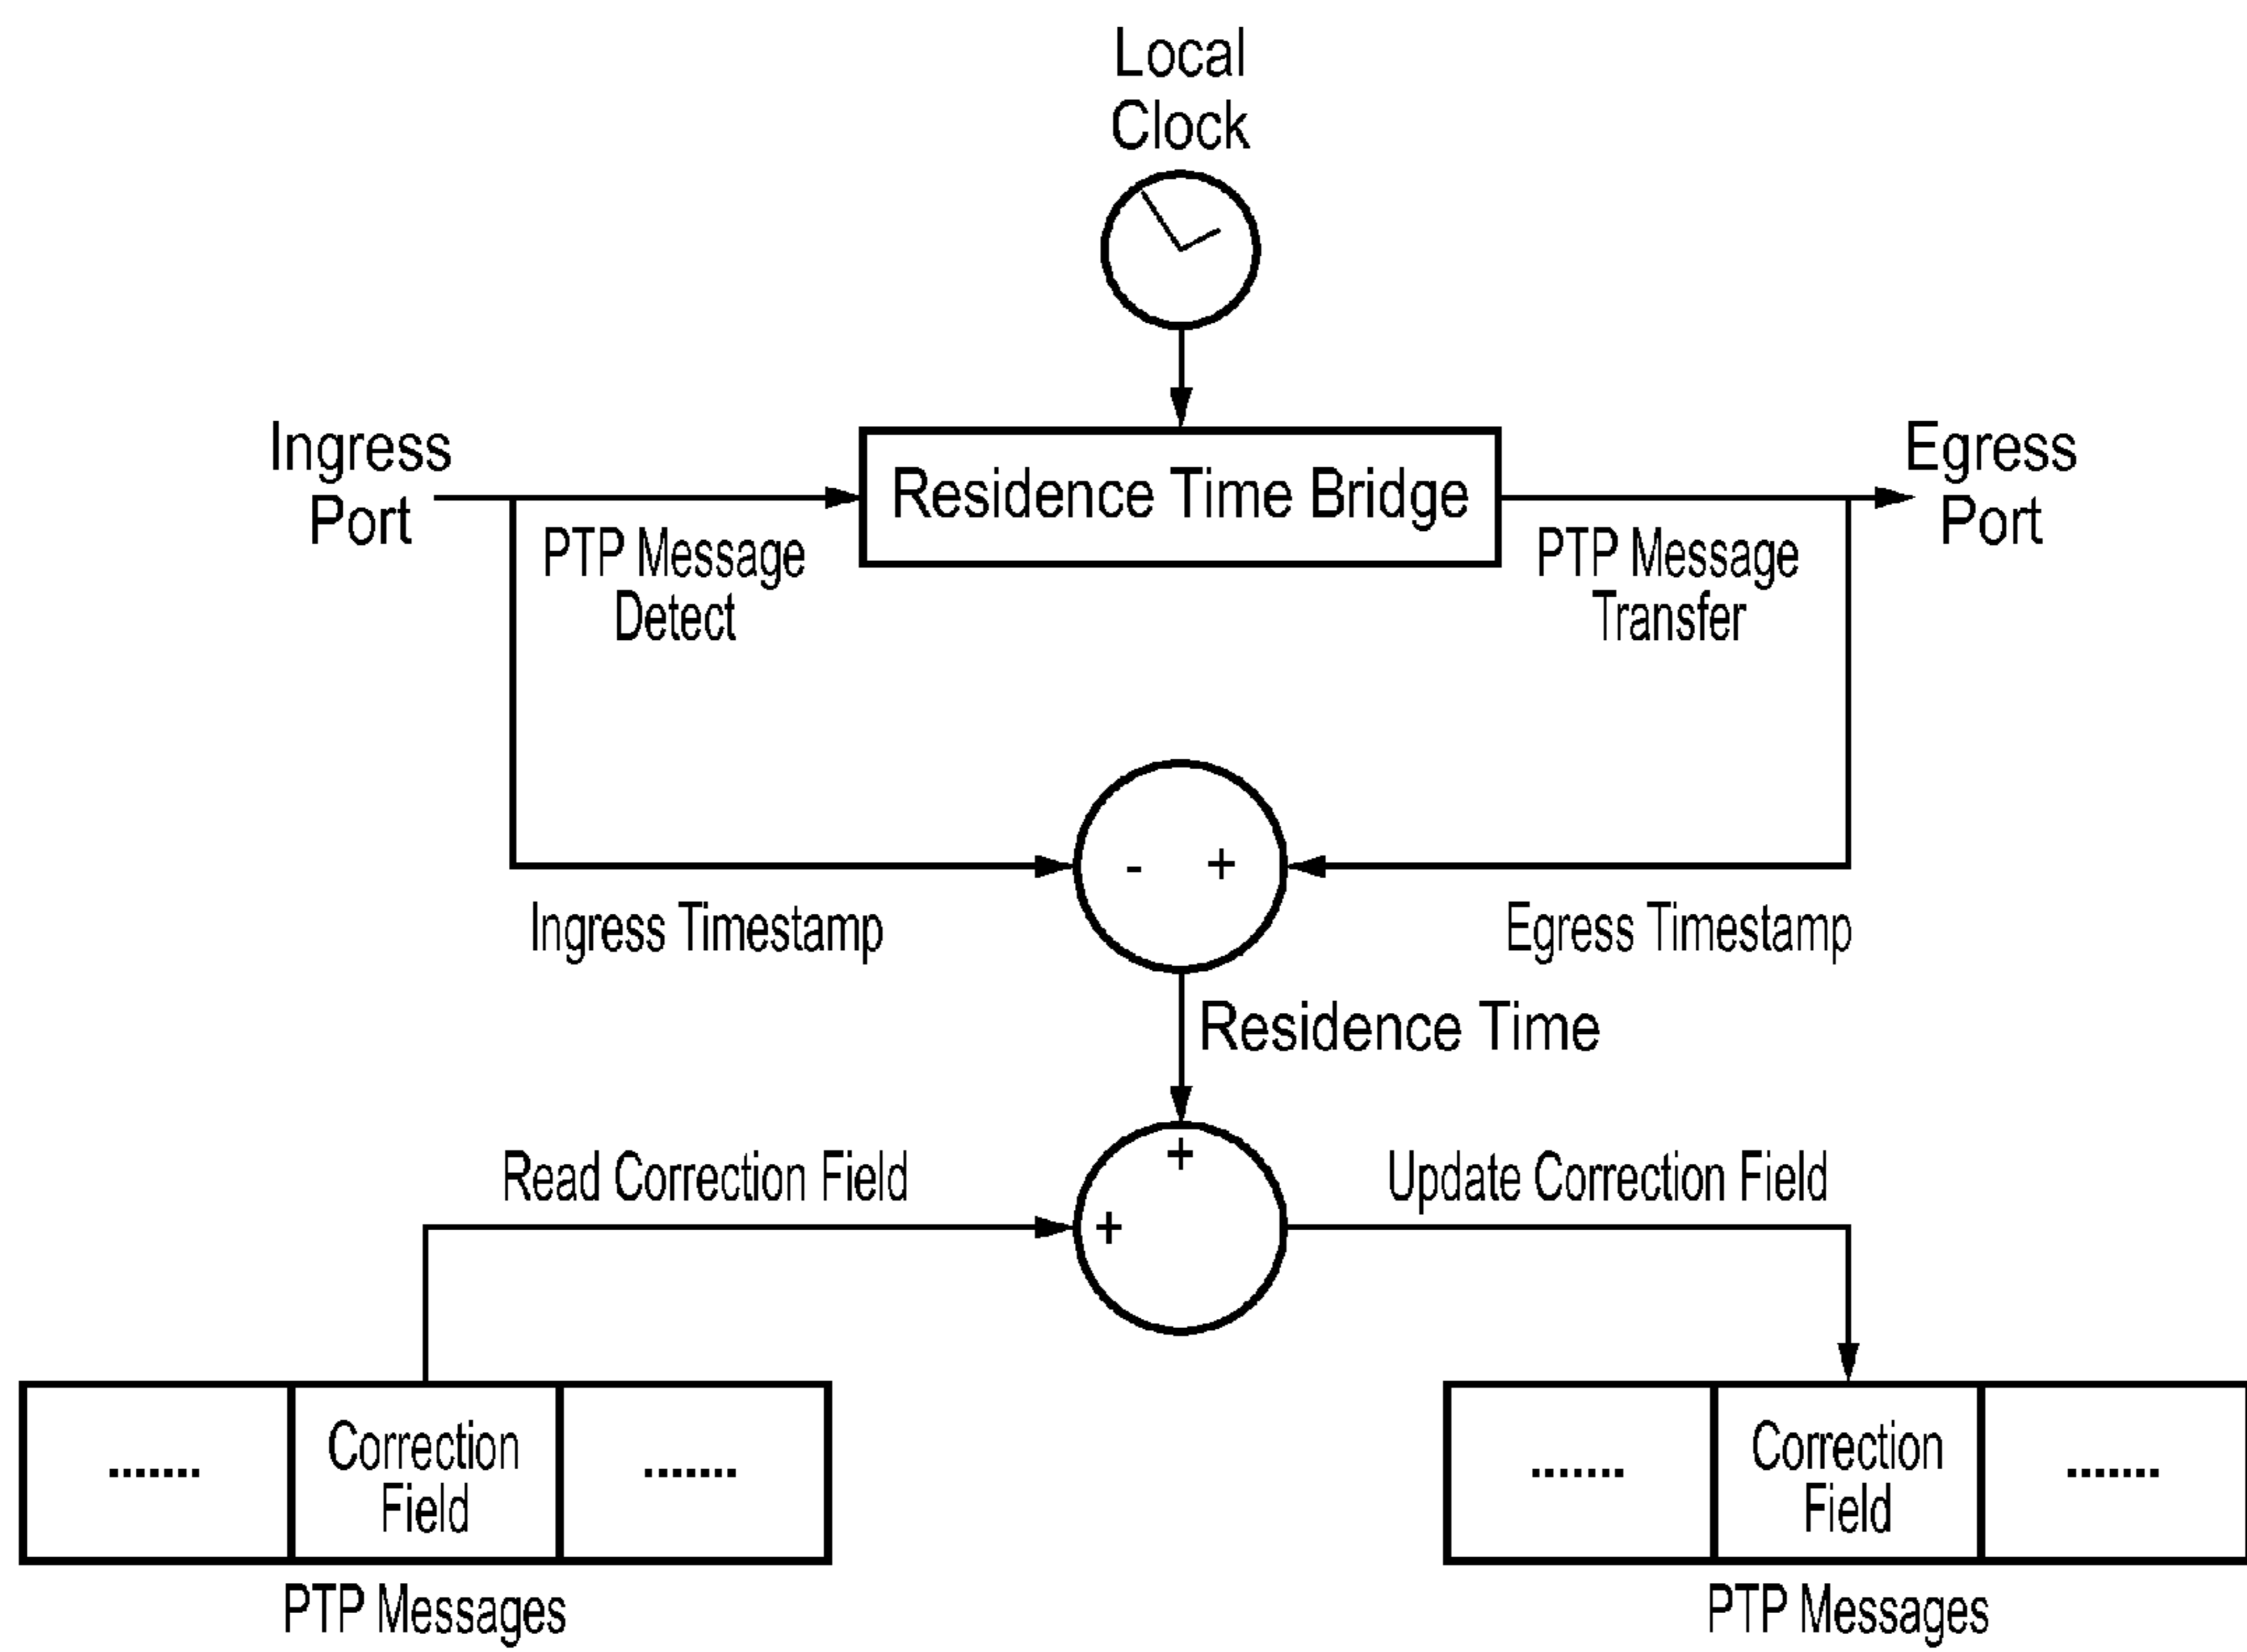 Local
Clock
Ingress
Port
Residence Time Bridge
Egress
Port
PTP Message
Detect
PTP Message
Transfer
- +
Ingress Timestamp
Egress Timestamp
Residence Time
+
Read Correction Field
Update Correction Field
+
.......
Correction
Field
.......
.......
Correction
Field
.......
PTP Messages
PTP Messages